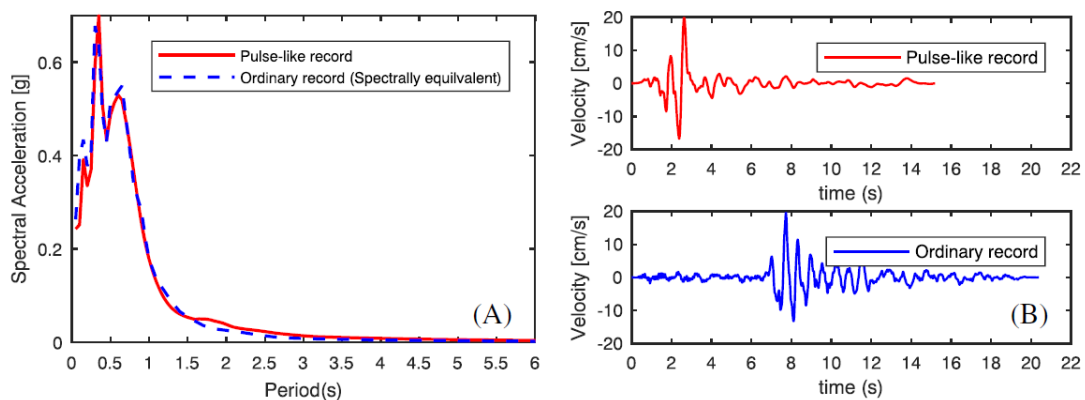 Spectral Acceleration [g]
0.6
0.4
0.2
0
Pulse-like record
Ordinary record (Spectrally equilvalent)
(A)
0 0.5 1 1.5 2 2.5 3 3.5 4 4.5 5 5.5 6
Period(s)
Velocity [cm/s]
20
10
0
-10
-20
Pulse-like record
0 2 4 6 8 10 12 14 16 18 20 22
time (s)
Velocity [cm/s]
20
10
0
-10
-20
Ordinary record
(B)
0 2 4 6 8 10 12 14 16 18 20 22
time (s)